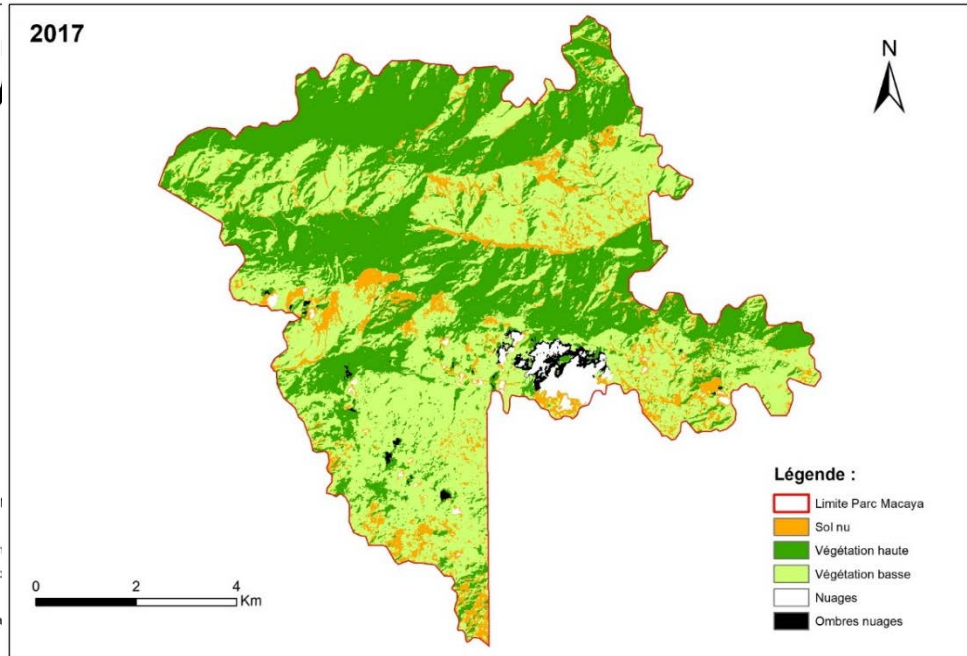 2017
N
Légende :
Limite Parc Macaya
Sol nu
Végétation haute
Végétation basse
Nuages
Ombres nuages
0 2 4
Km